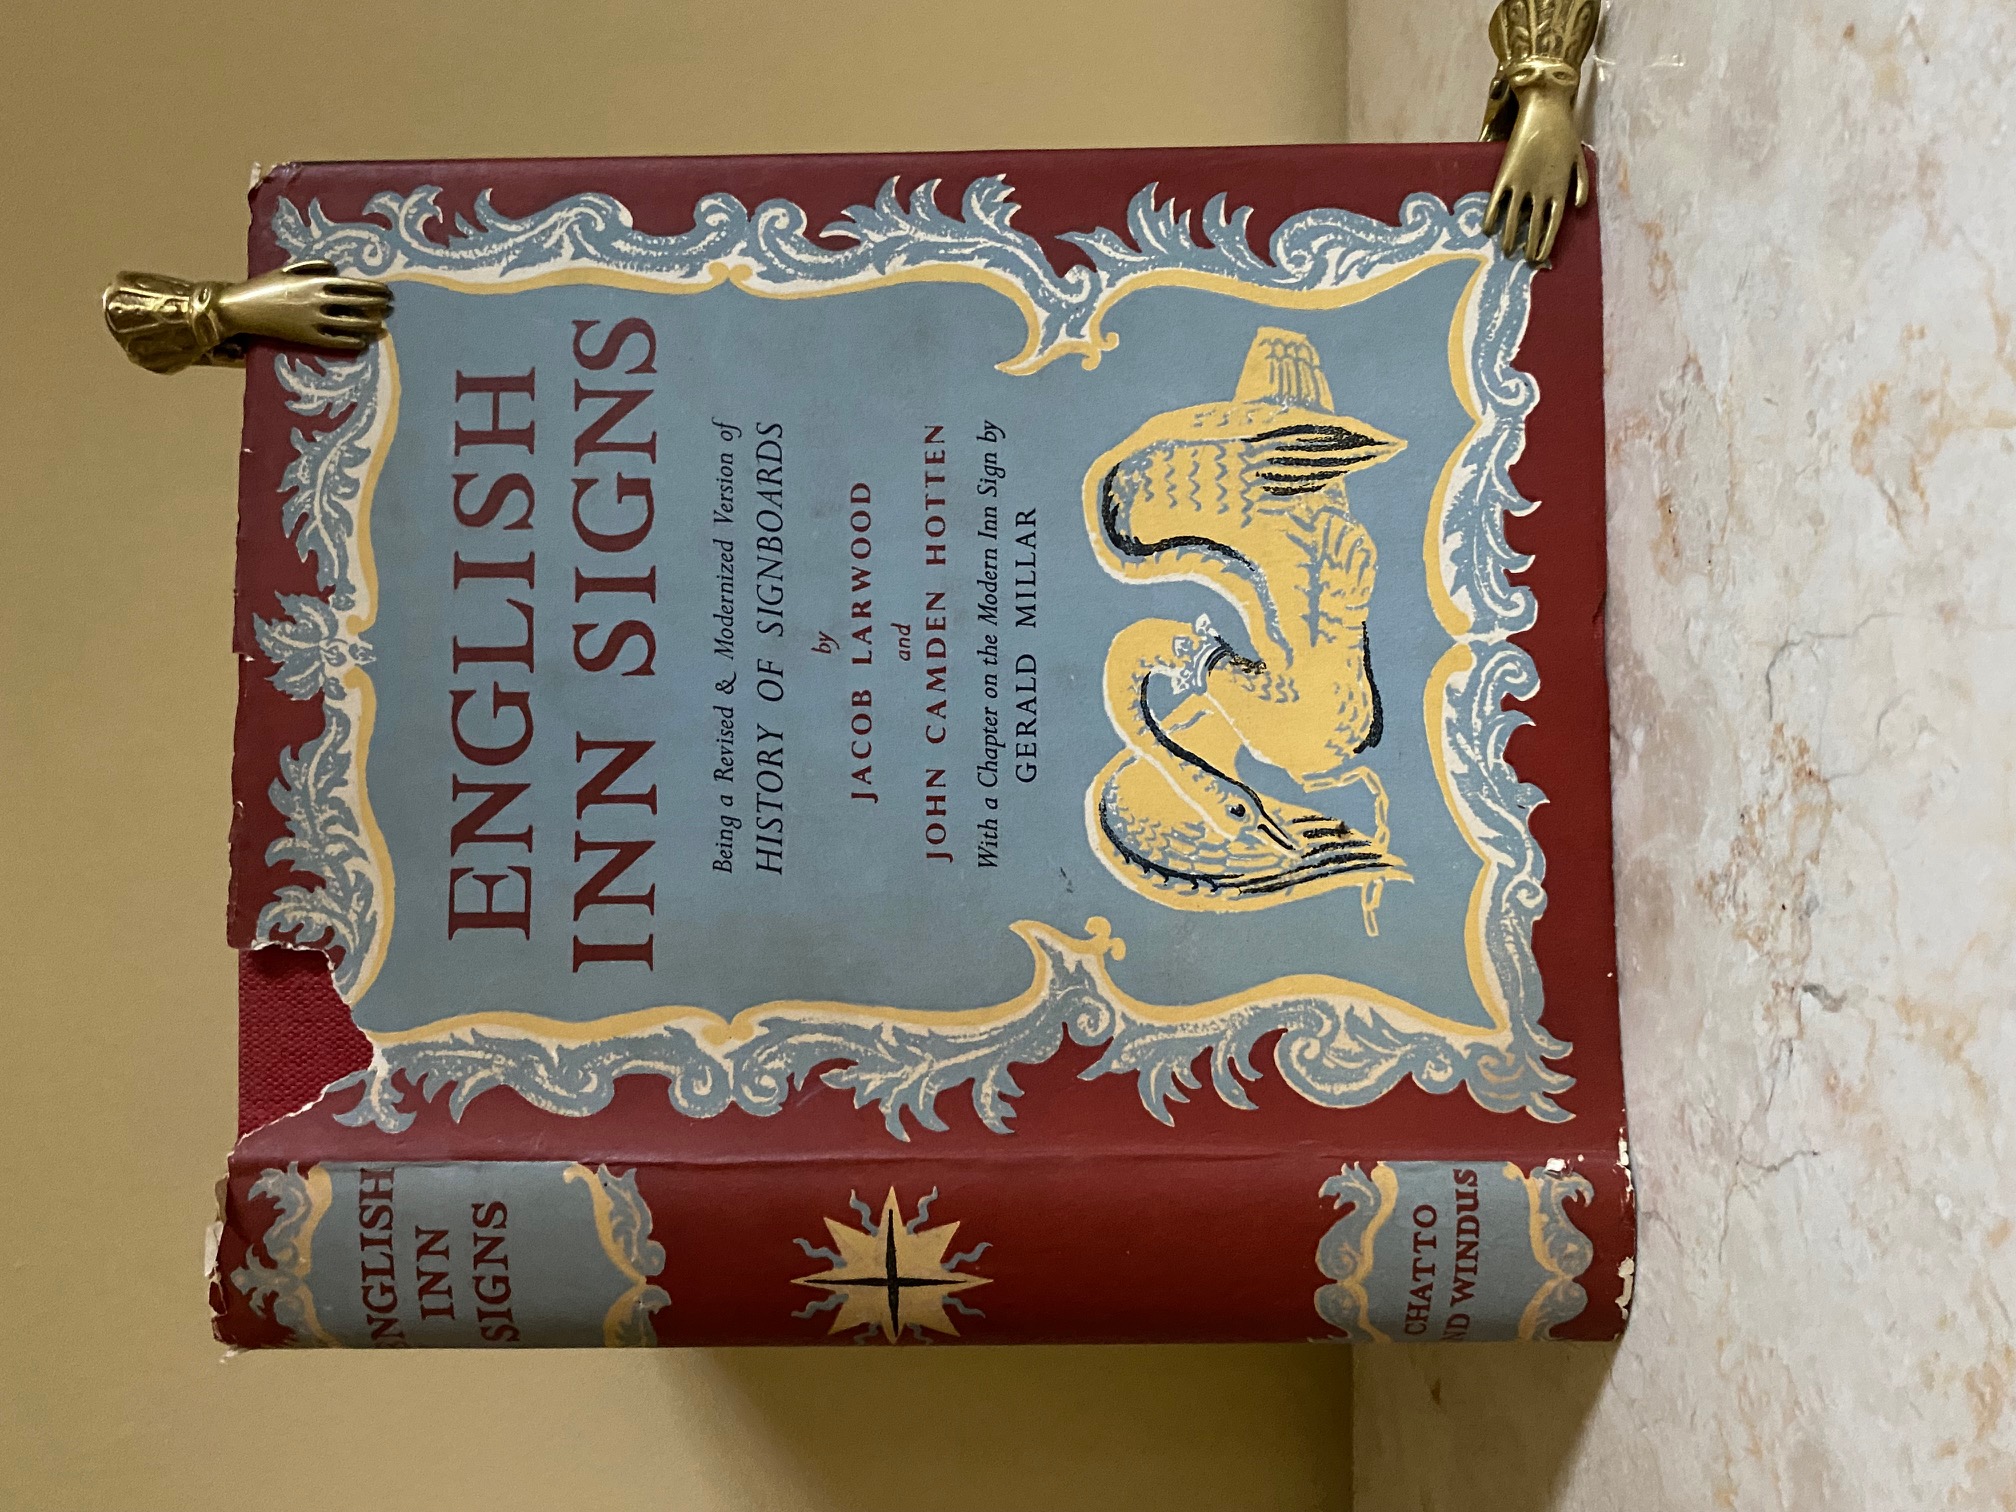 ENGLISH
INN SIGNS
Being a Revised & Modernized Version of
HISTORY OF SIGNBOARDS
by
JACOB LARWOOD
and
JOHN CAMDEN HOTTEN
With a Chapter on the Modern Inn Sign by
GERALD MILLAR
ENGLISH
INN
SIGNS
CHATTO
ND WINDUS